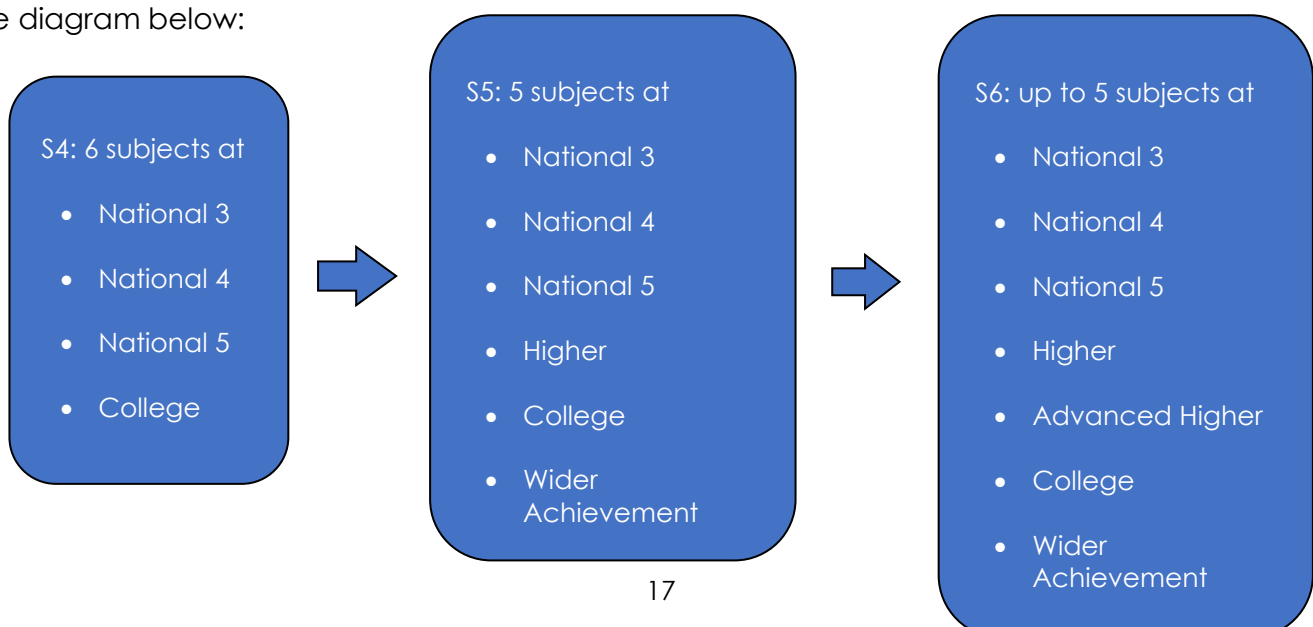 e diagram below:
S4: 6 subjects at
• National 3
• National 4
• National 5
• College
S5: 5 subjects at
• National 3
• National 4
• National 5
• Higher
• College
• Wider
Achievement
S6: up to 5 subjects at
• National 3
• National 4
• National 5
• Higher
• Advanced Higher
• College
• Wider
Achievement
17